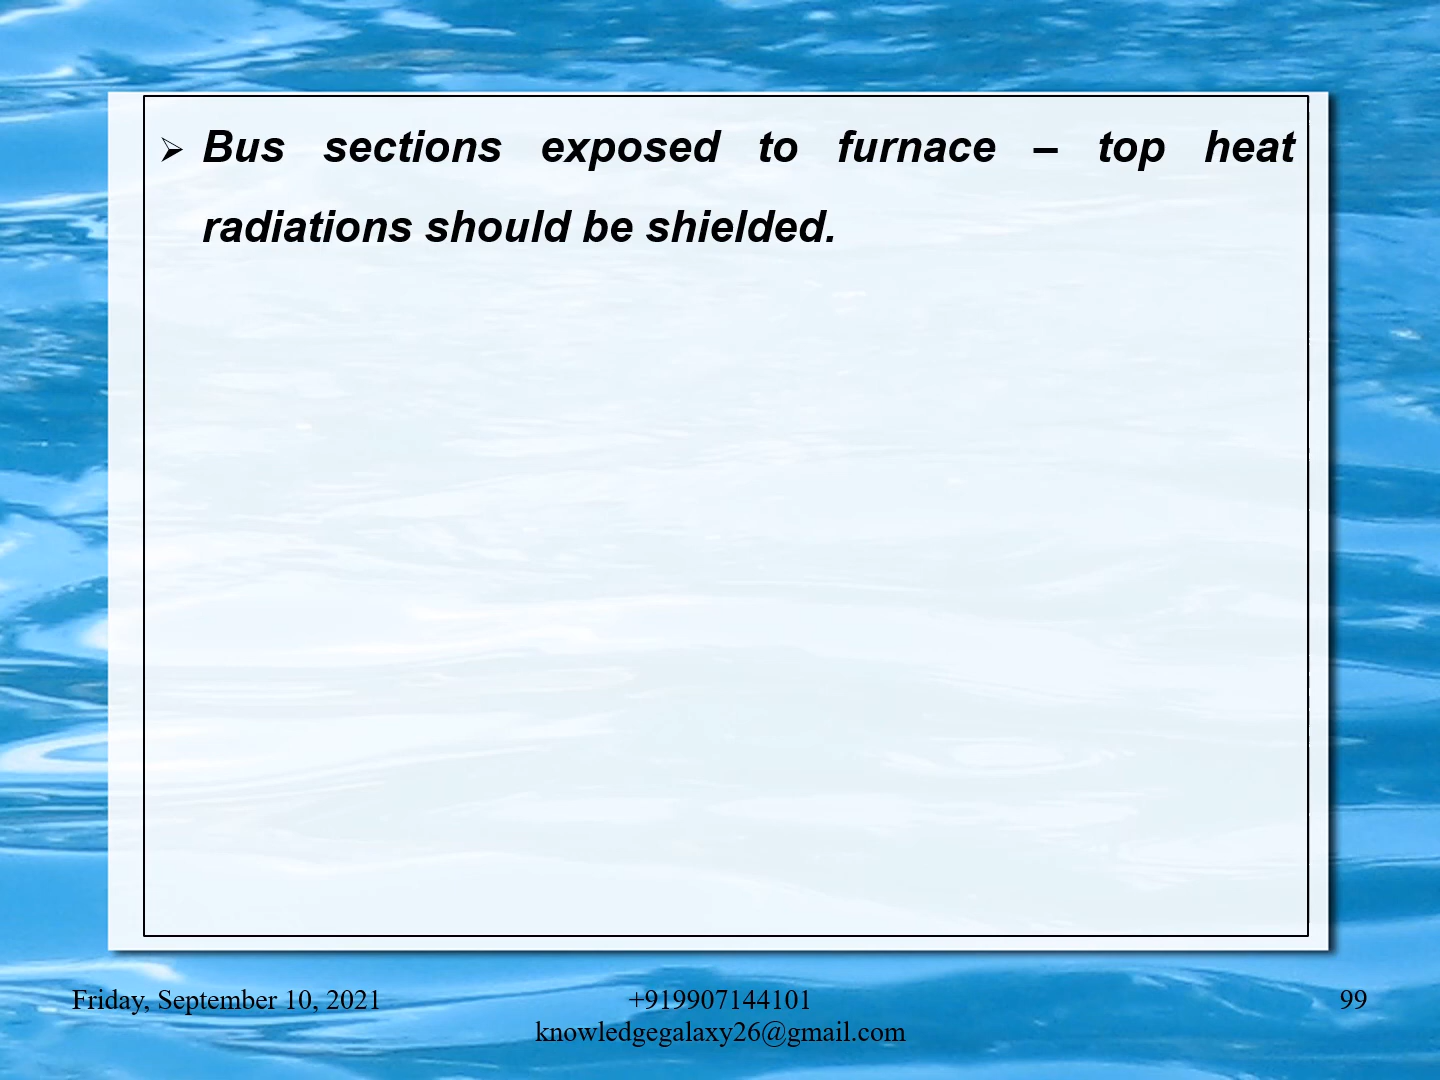 ➢ Bus sections exposed to furnace – top heat
radiations should be shielded.
Friday, September 10, 2021
+919907144101
knowledgegalaxy26@gmail.com
99